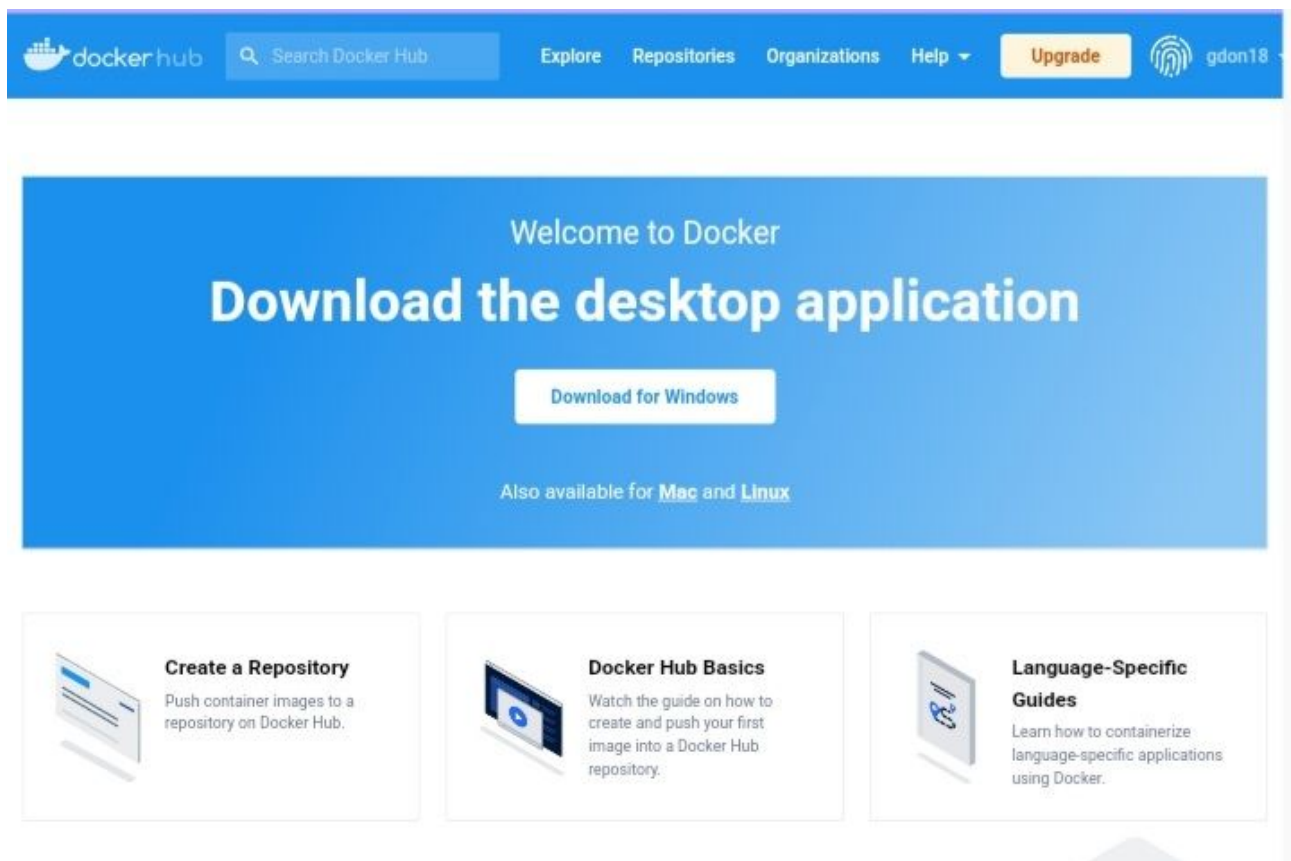 dockerhub Search Docker Hub Explore Repositories Organizations Help Upgrade gdon18
Welcome to Docker
Download the desktop application
Download for Windows
Also available for Mac and Linux
Create a Repository
Push container images to a
repository on Docker Hub.
Docker Hub Basics
Watch the guide on how to
create and push your first
image into a Docker Hub
repository.
Language-Specific
Guides
Learn how to containerize
language-specific applications
using Docker.